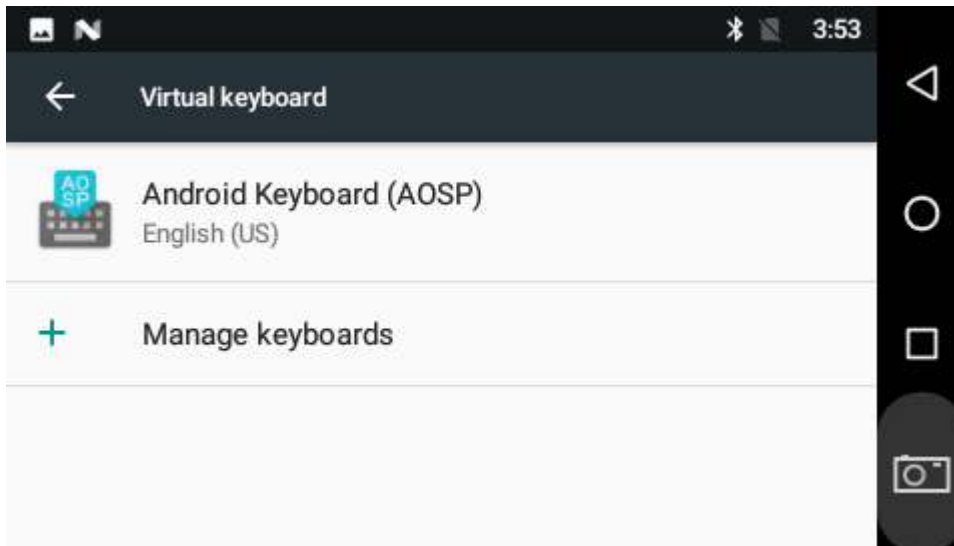 3:53
Virtual keyboard
AO
SP
Android Keyboard (AOSP)
English (US)
Manage keyboards